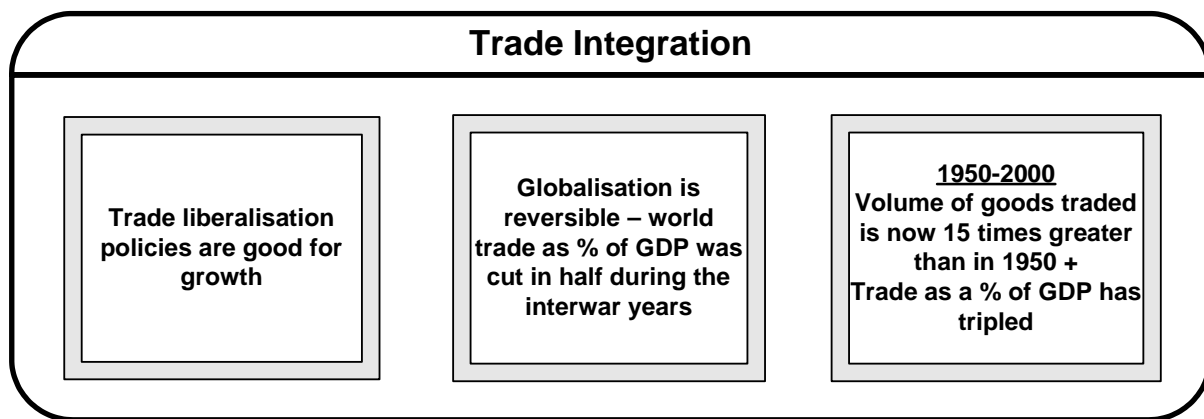 Trade Integration
Trade liberalisation
policies are good for
growth
Globalisation is
reversible – world
trade as % of GDP was
cut in half during the
interwar years
1950-2000
Volume of goods traded
is now 15 times greater
than in 1950 +
Trade as a % of GDP has
tripled